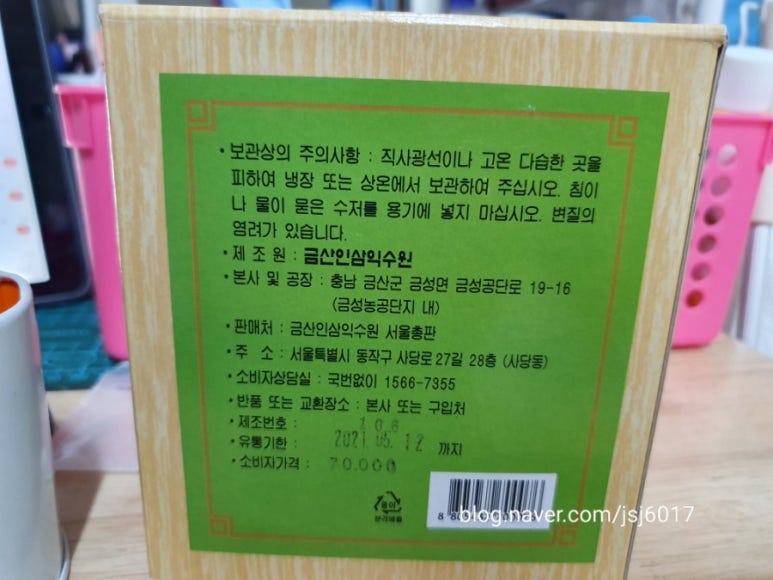 • 보관상의 주의사항 : 직사광선이나 고온 다습한 곳을
피하여 냉장 또는 상온에서 보관하여 주십시오. 침이
나 물이 묻은 수저를 용기에 넣지 마십시오. 변질의
염려가 있습니다.
• 제 조 원 : 금산인삼익수원
• 본사 및 공장 : 충남 금산군 금성면 금성공단로 19-16
(금성농공단지 내)
• 판매처 : 금산인삼익수원 서울총판
• 주 소 : 서울특별시 동작구 사당로27길 28층 (사당동)
• 소비자상담실 : 국번없이 1566-7355
• 반품 또는 교환장소 : 본사 또는 구입처
• 제조번호 : 106
• 유통기한 : 2021.05.12 까지
• 소비자가격 : 70.000
종이
분리배출
blog.naver.com/jsj6017